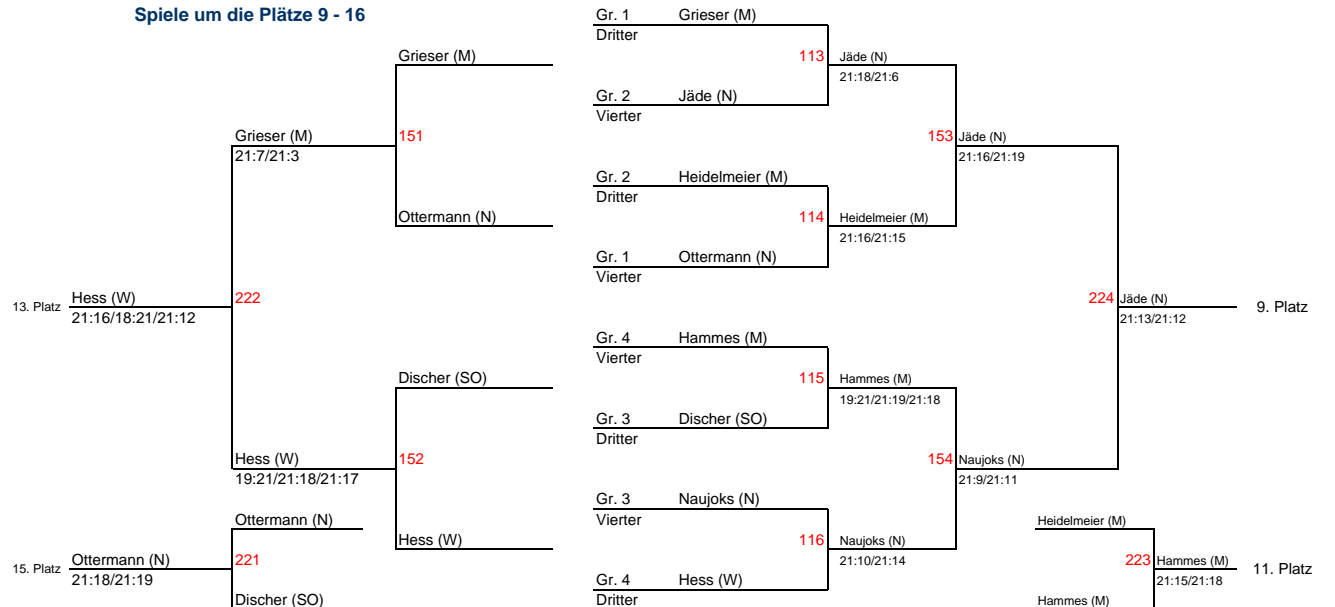 Spiele um die Plätze 9 - 16
Gr. 1 Grieser (M)
Dritter
Grieser (M)
113 Jäde (N)
21:18/21:6
Gr. 2 Jäde (N)
Vierter
Grieser (M)
21:7/21:3
151
153 Jäde (N)
21:16/21:19
Gr. 2 Heidelmeier (M)
Dritter
Ottermann (N)
114 Heidelmeier (M)
21:16/21:15
Gr. 1 Ottermann (N)
Vierter
13. Platz Hess (W)
21:16/18:21/21:12
222
224 Jäde (N)
21:13/21:12
9. Platz
Gr. 4 Hammes (M)
Vierter
Discher (SO)
115 Hammes (M)
19:21/21:19/21:18
Gr. 3 Discher (SO)
Dritter
Hess (W)
19:21/21:18/21:17
152
154 Naujoks (N)
21:9/21:11
Gr. 3 Naujoks (N)
Vierter
Ottermann (N)
Heidelmeier (M)
Hess (W)
116 Naujoks (N)
21:10/21:14
15. Platz Ottermann (N)
21:18/21:19
221
223 Hammes (M)
21:15/21:18
11. Platz
Gr. 4 Hess (W)
Dritter
Discher (SO)
Hammes (M)